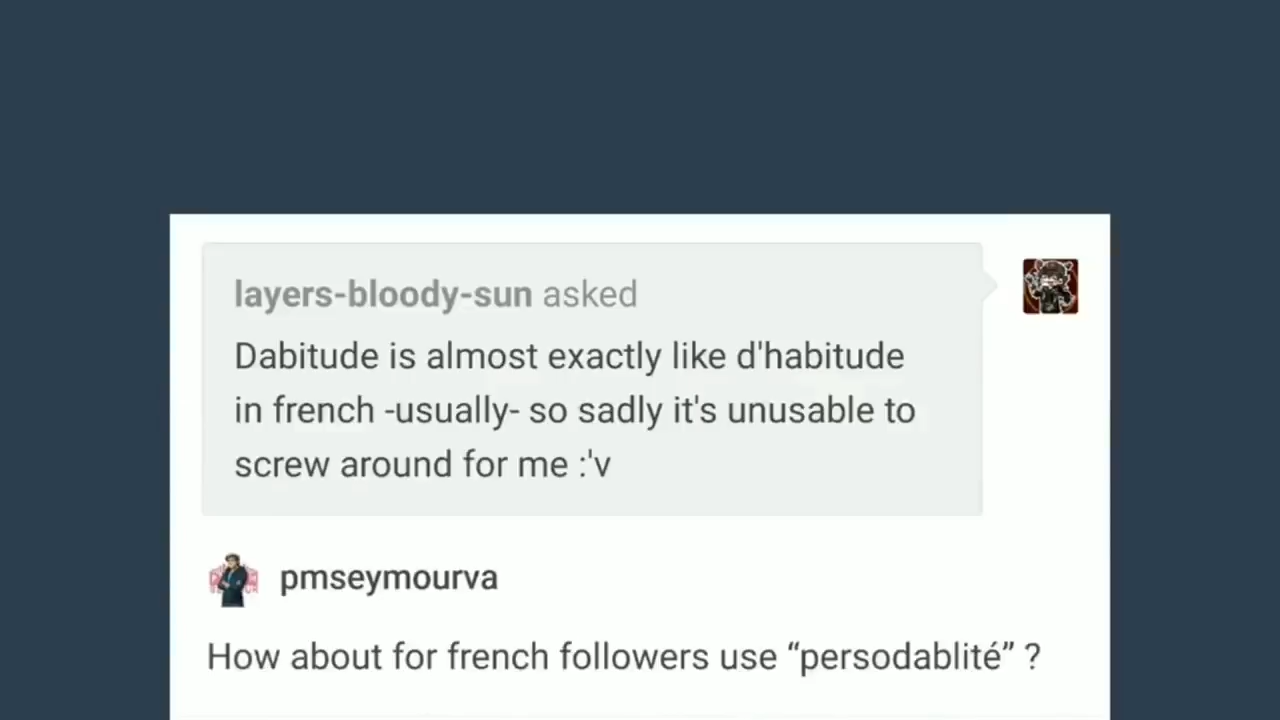 layers-bloody-sun asked
Dabitude is almost exactly like d'habitude
in french -usually- so sadly it's unusable to
screw around for me :'v
pmseymourva
How about for french followers use “persodablité” ?